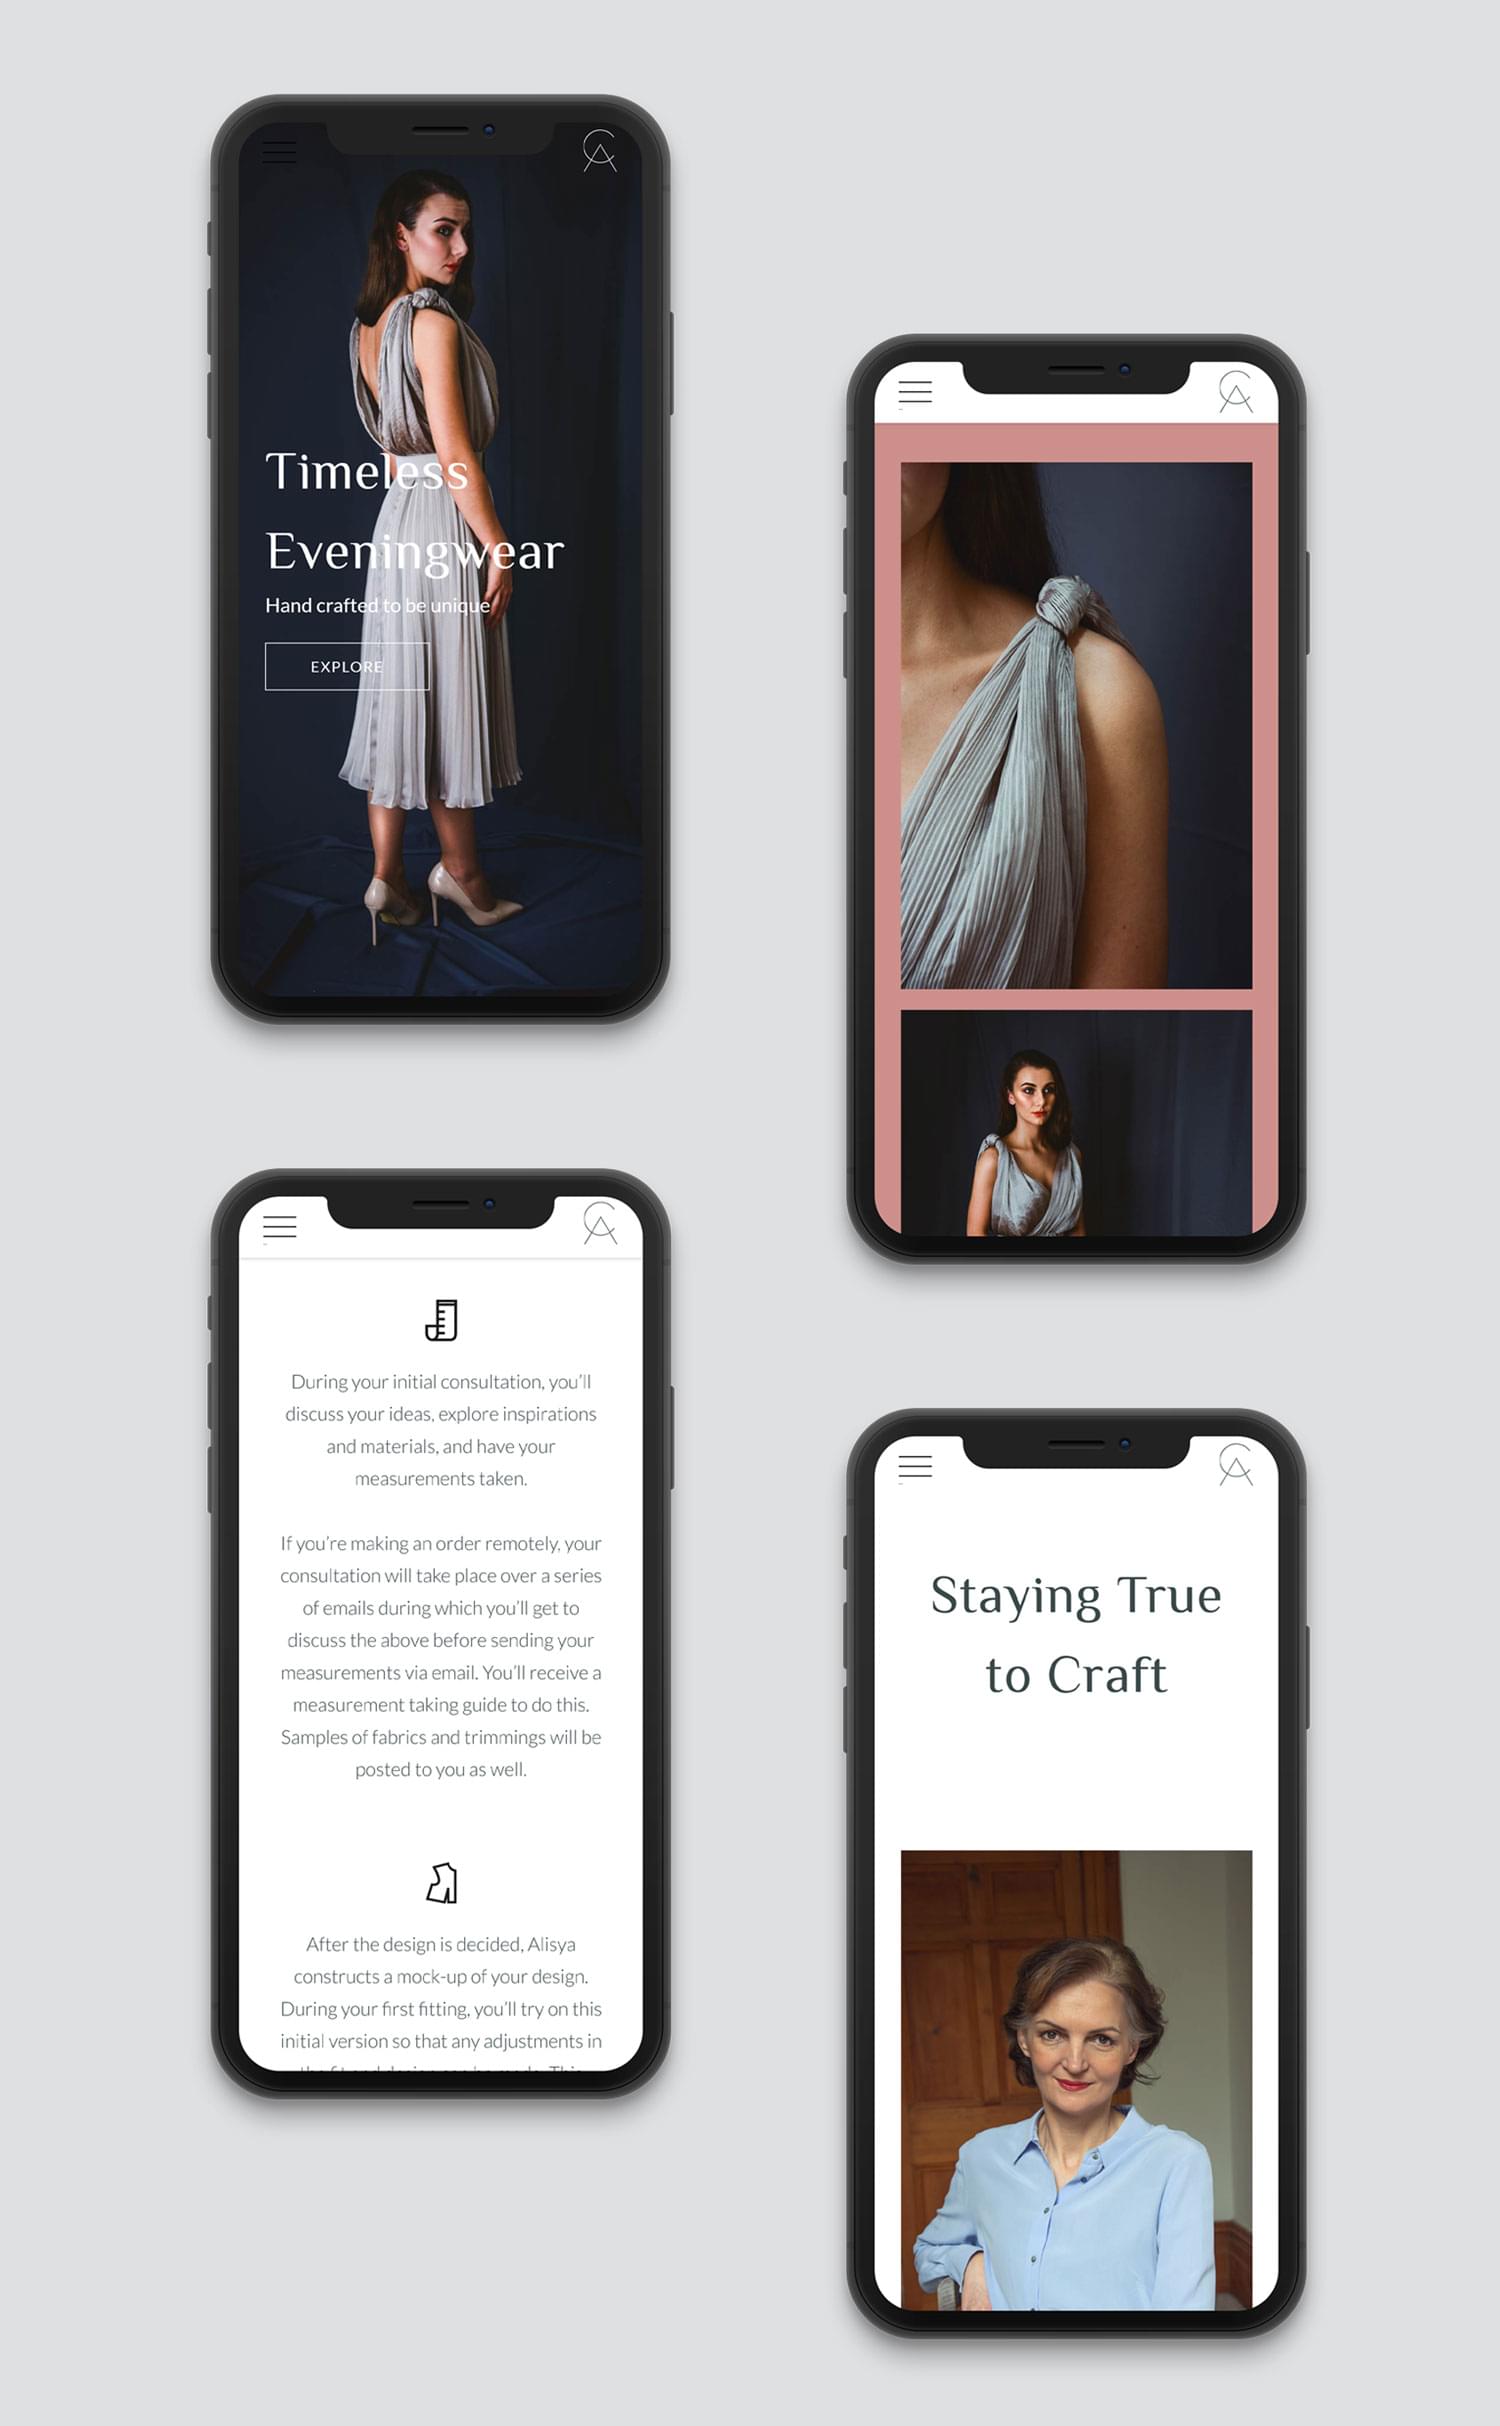 CA
Timeless
Eveningwear
Hand crafted to be unique
EXPLORE
CA
CA
During your initial consultation, you'll
discuss your ideas, explore inspirations
and materials, and have your
measurements taken.
If you're making an order remotely, your
consultation will take place over a series
of emails during which you'll get to
discuss the above before sending your
measurements via email. You'll receive a
measurement taking guide to do this.
Samples of fabrics and trimmings will be
posted to you as well.
After the design is decided, Alisya
constructs a mock-up of your design.
During your first fitting, you'll try on this
initial version so that any adjustments in
CA
Staying True
to Craft